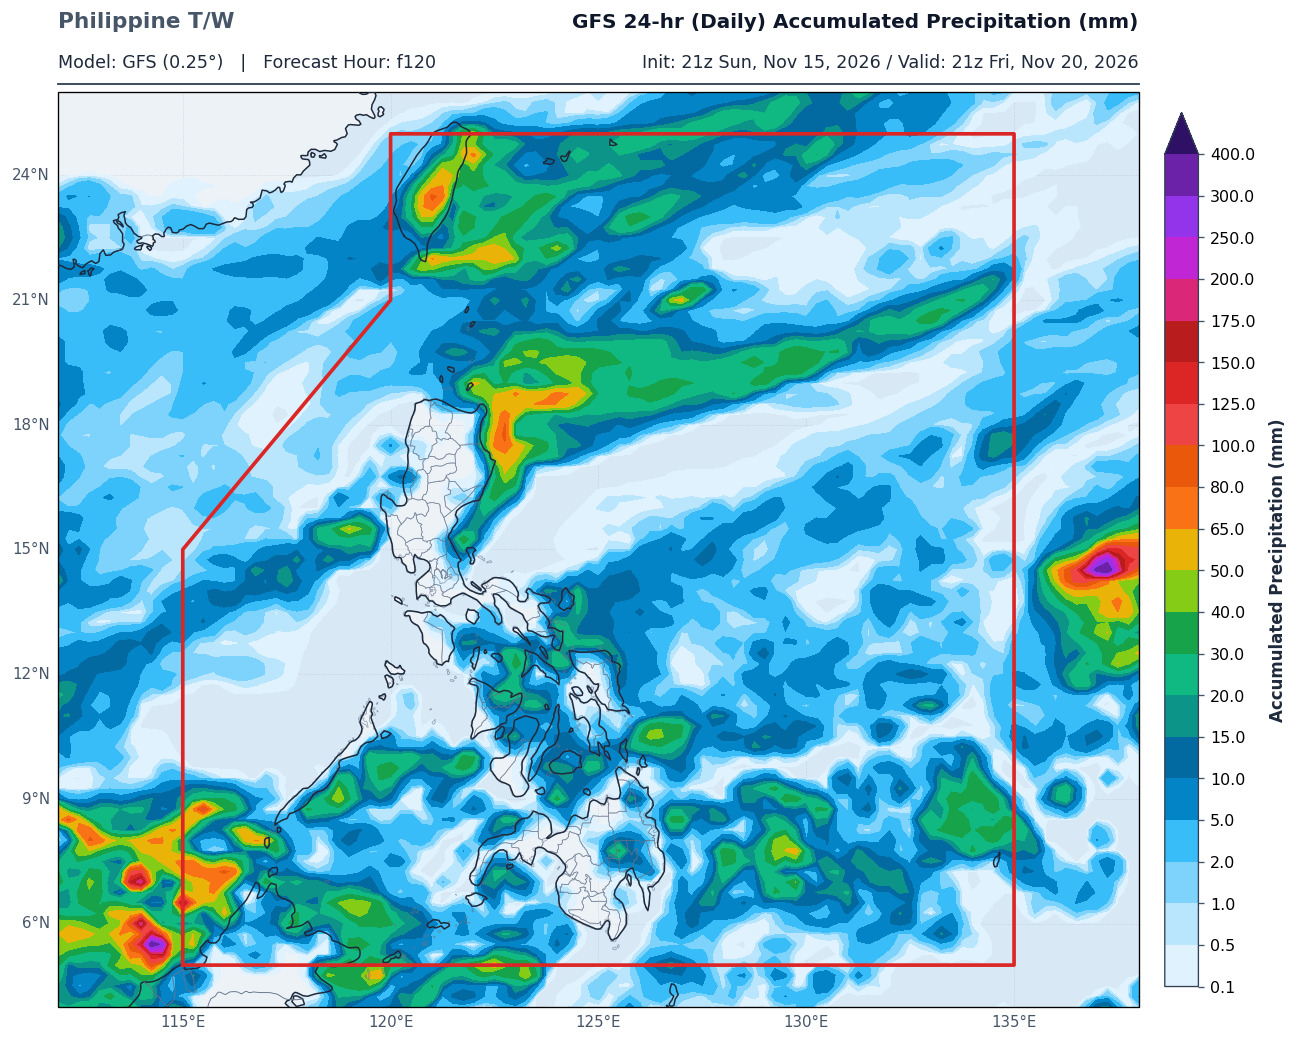 Philippine T/W
GFS 24-hr (Daily) Accumulated Precipitation (mm)
Model: GFS (0.25°)   |   Forecast Hour: f120
Init: 21z Sun, Nov 15, 2026 / Valid: 21z Fri, Nov 20, 2026
24°N
21°N
18°N
15°N
12°N
9°N
6°N
115°E
120°E
125°E
130°E
135°E
400.0
300.0
250.0
200.0
175.0
150.0
125.0
100.0
80.0
65.0
50.0
40.0
30.0
20.0
15.0
10.0
5.0
2.0
1.0
0.5
0.1
Accumulated Precipitation (mm)